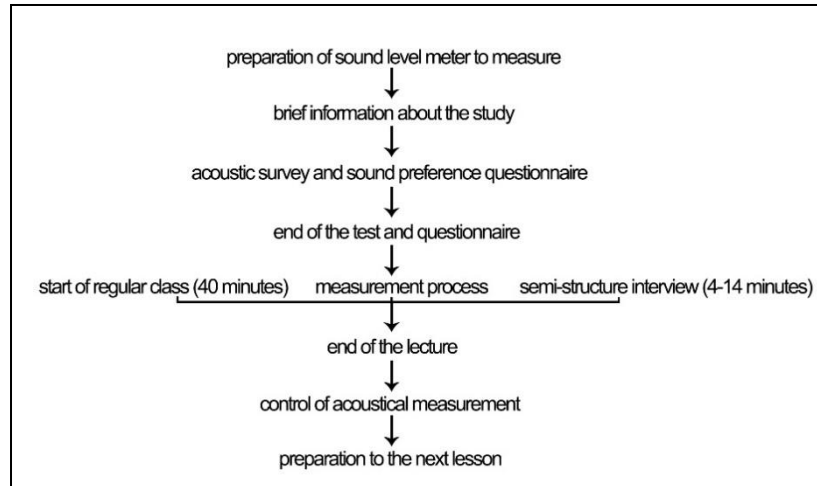 preparation of sound level meter to measure
brief information about the study
acoustic survey and sound preference questionnaire
end of the test and questionnaire
start of regular class (40 minutes) measurement process semi-structure interview (4-14 minutes)
end of the lecture
control of acoustical measurement
preparation to the next lesson